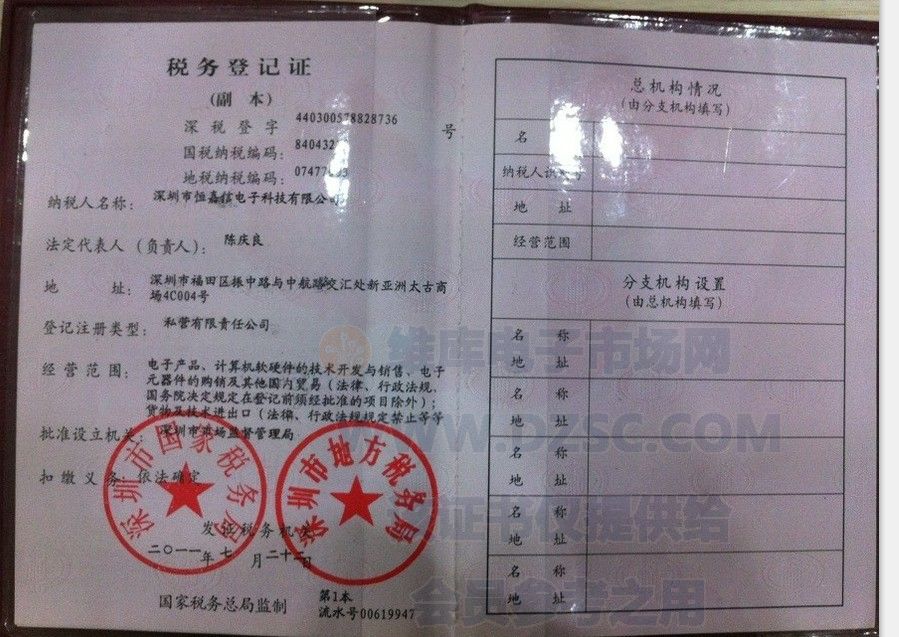 税务登记证
(副 本)
深税登字 440300578828736 号
国税纳税编码：
地税纳税编码：
纳税人名称：深圳市恒嘉信电子科技有限公司
法定代表人（负责人）：陈庆良
地 址：深圳市福田区振中路与中航路交汇处新亚洲太古商
场4C004号
登记注册类型：私营有限责任公司
经营范围：电子产品、计算机软硬件的技术开发与销售、电子
元器件的购销及其他国内贸易（法律、行政法规，
国务院决定规定在登记前须经批准的项目除外）；
货物及技术进出口（法律、行政法规规定禁止等等
批准设立机关：深圳市市场监督管理局
扣缴义务：依法确定
深圳市国家税务局
深圳市地方税务局
发证税务机关
二〇一一年七月二十二日
国家税务总局监制
第1本
流水号00619947
总机构情况
(由分支机构填写)
名
纳税人识 号
地 址
经营范围
分支机构设置
(由总机构填写)
名 称
地 址
名 称
地 址
名 称
地 址
名 称
地 址
名 称
地 址
维库电子市场网
WWW.DZSC.COM
证书仅提供给
会员参考之用